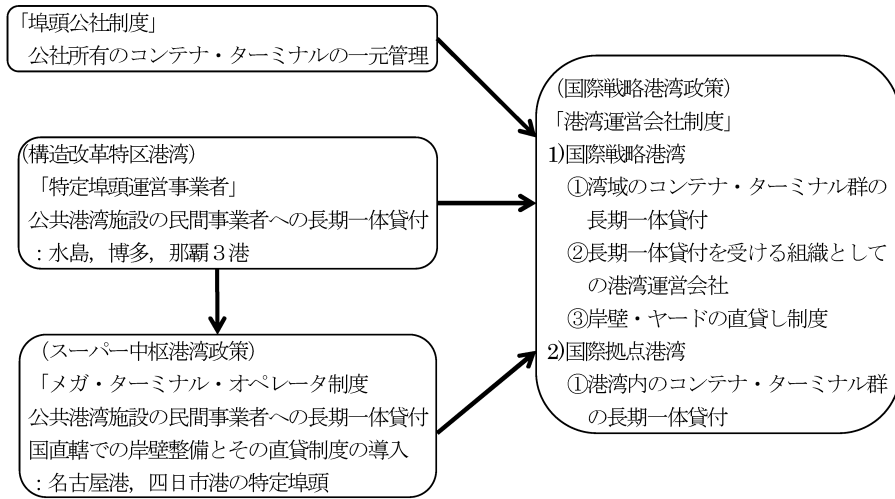 「埠頭公社制度」
公社所有のコンテナ・ターミナルの一元管理
(構造改革特区港湾)
「特定埠頭運営事業者」
公共港湾施設の民間事業者への長期一体貸付
：水島，博多，那覇３港
（スーパー中枢港湾政策）
「メガ・ターミナル・オペレータ制度
公共港湾施設の民間事業者への長期一体貸付
国直轄での岸壁整備とその直貸制度の導入
：名古屋港，四日市港の特定埠頭
（国際戦略港湾政策）
「港湾運営会社制度」
1)国際戦略港湾
①湾域のコンテナ・ターミナル群の
長期一体貸付
②長期一体貸付を受ける組織として
の港湾運営会社
③岸壁・ヤードの直貸し制度
2)国際拠点港湾
①港湾内のコンテナ・ターミナル群
の長期一体貸付